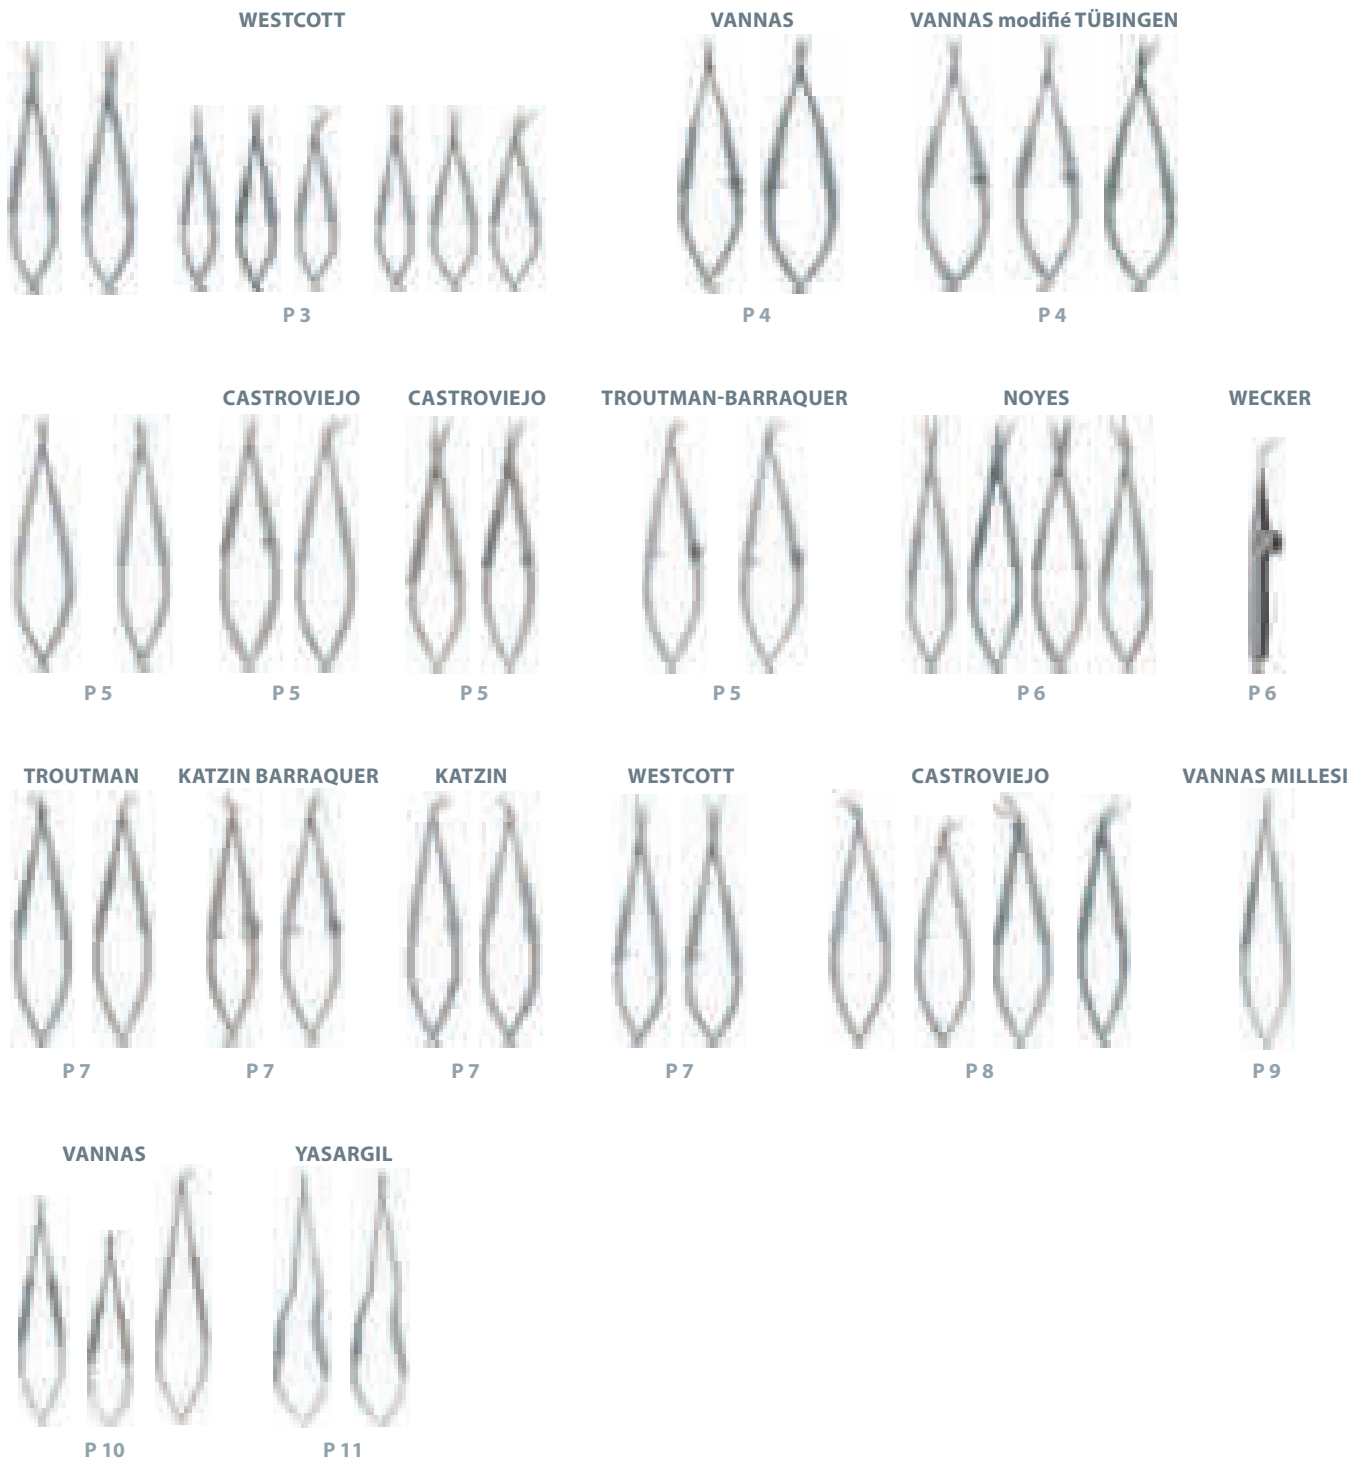 WESTCOTT
VANNAS
VANNAS modifié TÜBINGEN
P 3
P 4
P 4
CASTROVIEJO
CASTROVIEJO
TROUTMAN-BARRAQUER
NOYES
WECKER
P 5
P 5
P 5
P 5
P 6
P 6
TROUTMAN
KATZIN BARRAQUER
KATZIN
WESTCOTT
CASTROVIEJO
VANNAS MILLESI
P 7
P 7
P 7
P 7
P 8
P 9
VANNAS
YASARGIL
P 10
P 11